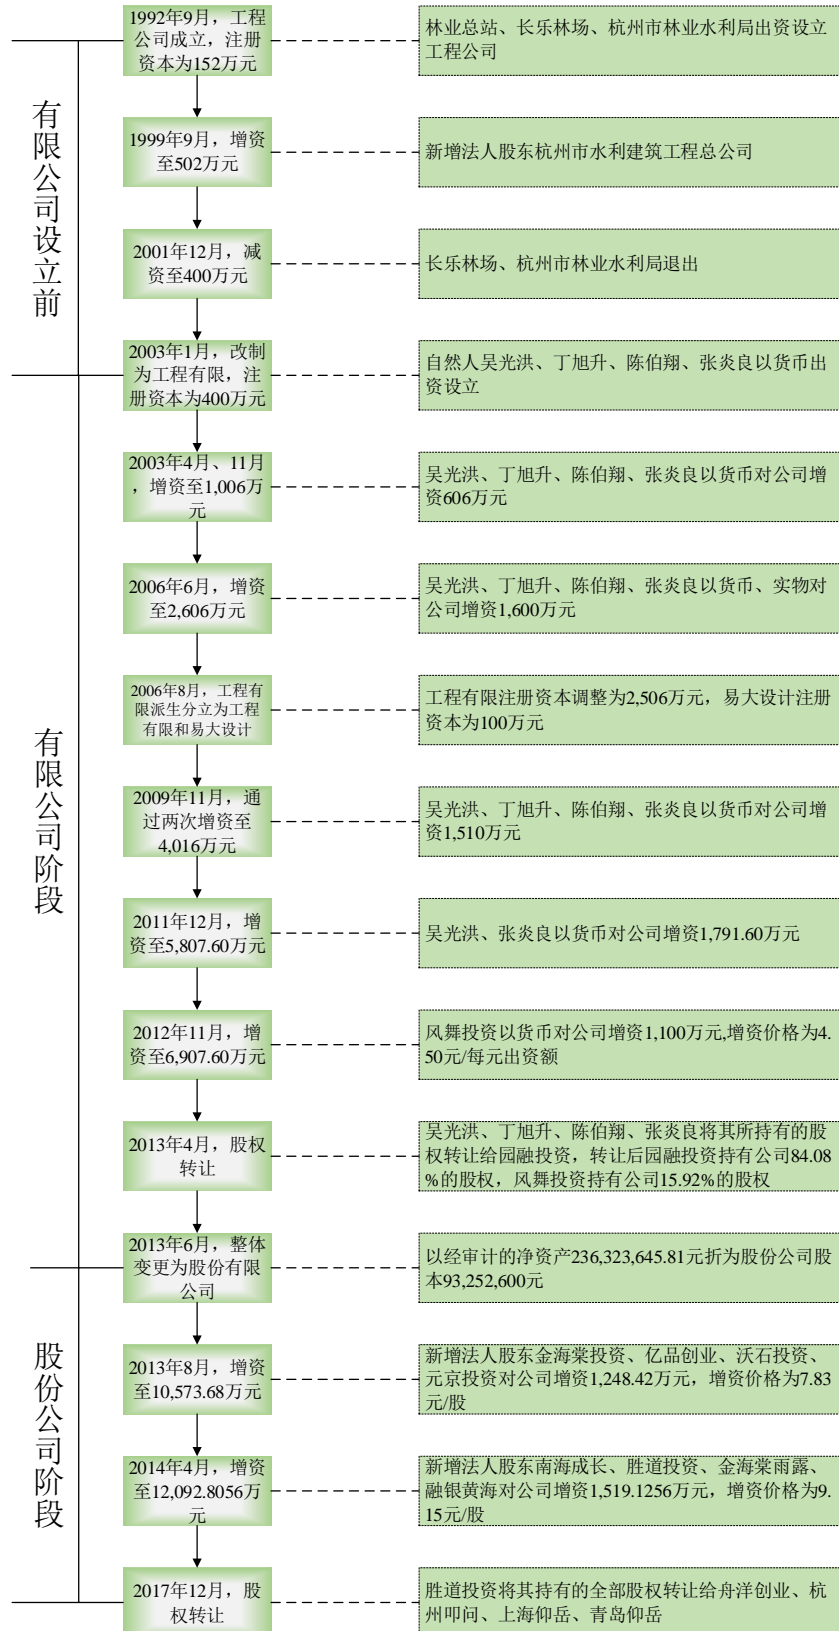 1992年9月，工程
公司成立，注册
资本为152万元
林业总站、长乐林场、杭州市林业水利局出资设立
工程公司
有限公司设立前
1999年9月，增资
至502万元
新增法人股东杭州市水利建筑工程总公司
2001年12月，减
资至400万元
长乐林场、杭州市林业水利局退出
2003年1月，改制
为工程有限，注
册资本为400万元
自然人吴光洪、丁旭升、陈伯翔、张炎良以货币出
资设立
有限公司阶段
2003年4月、11月
，增资至1,006万
元
吴光洪、丁旭升、陈伯翔、张炎良以货币对公司增
资606万元
2006年6月，增资
至2,606万元
吴光洪、丁旭升、陈伯翔、张炎良以货币、实物对
公司增资1,600万元
2006年8月，工程有
限派生分立为工程
有限和易大设计
工程有限注册资本调整为2,506万元，易大设计注册
资本为100万元
2009年11月，通
过两次增资至
4,016万元
吴光洪、丁旭升、陈伯翔、张炎良以货币对公司增
资1,510万元
2011年12月，增
资至5,807.60万元
吴光洪、张炎良以货币对公司增资1,791.60万元
2012年11月，增
资至6,907.60万元
风舞投资以货币对公司增资1,100万元,增资价格为4.
50元/每元出资额
2013年4月，股权
转让
吴光洪、丁旭升、陈伯翔、张炎良将其所持有的股
权转让给园融投资，转让后园融投资持有公司84.08
%的股权，风舞投资持有公司15.92%的股权
2013年6月，整体
变更为股份有限
公司
以经审计的净资产236,323,645.81元折为股份公司股
本93,252,600元
股份公司阶段
2013年8月，增资
至10,573.68万元
新增法人股东金海棠投资、亿品创业、沃石投资、
元京投资对公司增资1,248.42万元，增资价格为7.83
元/股
2014年4月，增资
至12,092.8056万
元
新增法人股东南海成长、胜道投资、金海棠雨露、
融银黄海对公司增资1,519.1256万元，增资价格为9.
15元/股
2017年12月，股
权转让
胜道投资将其持有的全部股权转让给舟洋创业、杭
州叩问、上海仰岳、青岛仰岳